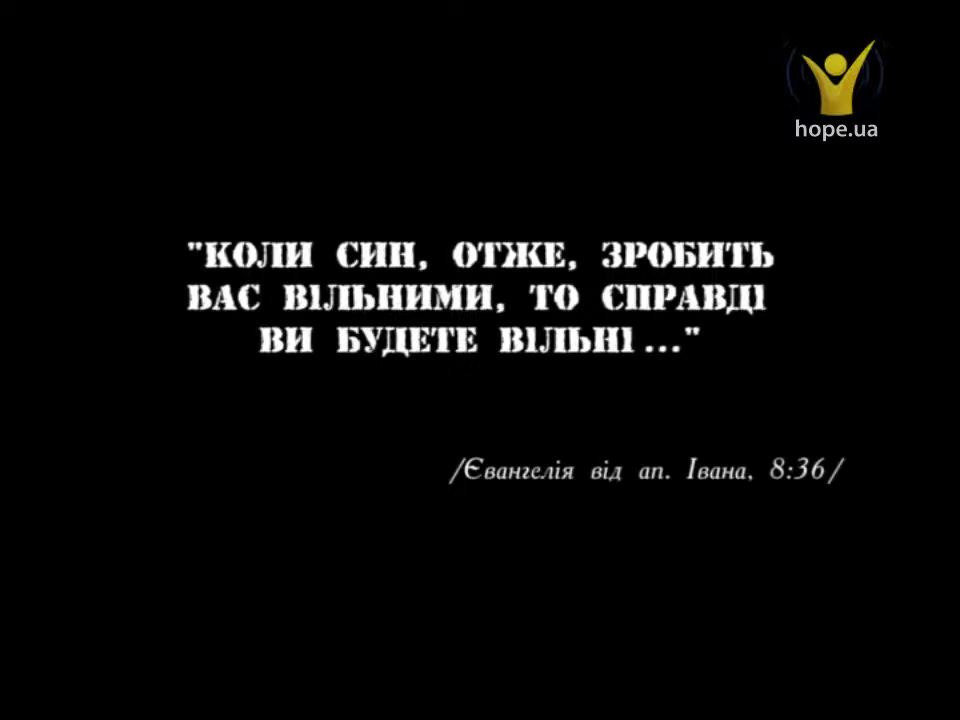 hope.ua
"КОЛИ СИН, ОТЖЕ, ЗРОБИТЬ
ВАС ВІЛЬНИМИ, ТО СПРАВДІ
ВИ БУДЕТЕ ВІЛЬНІ..."
/Євангелія від ап. Івана, 8:36/